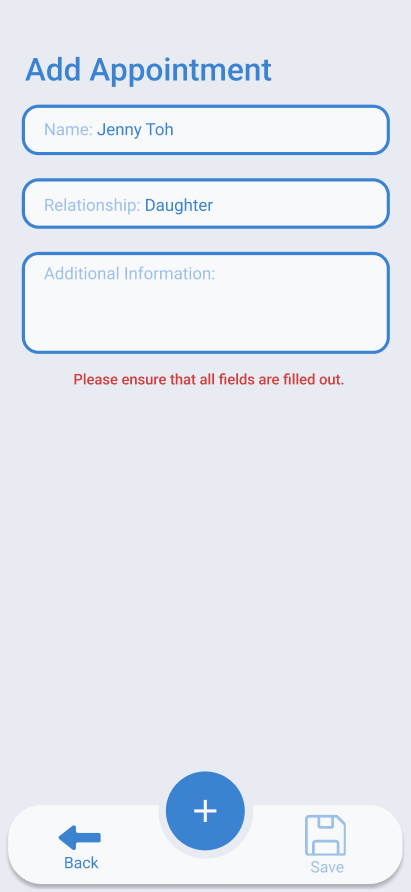 Add Appointment
Name: Jenny Toh
Relationship: Daughter
Additional Information:
Please ensure that all fields are filled out.
+
Back
Save